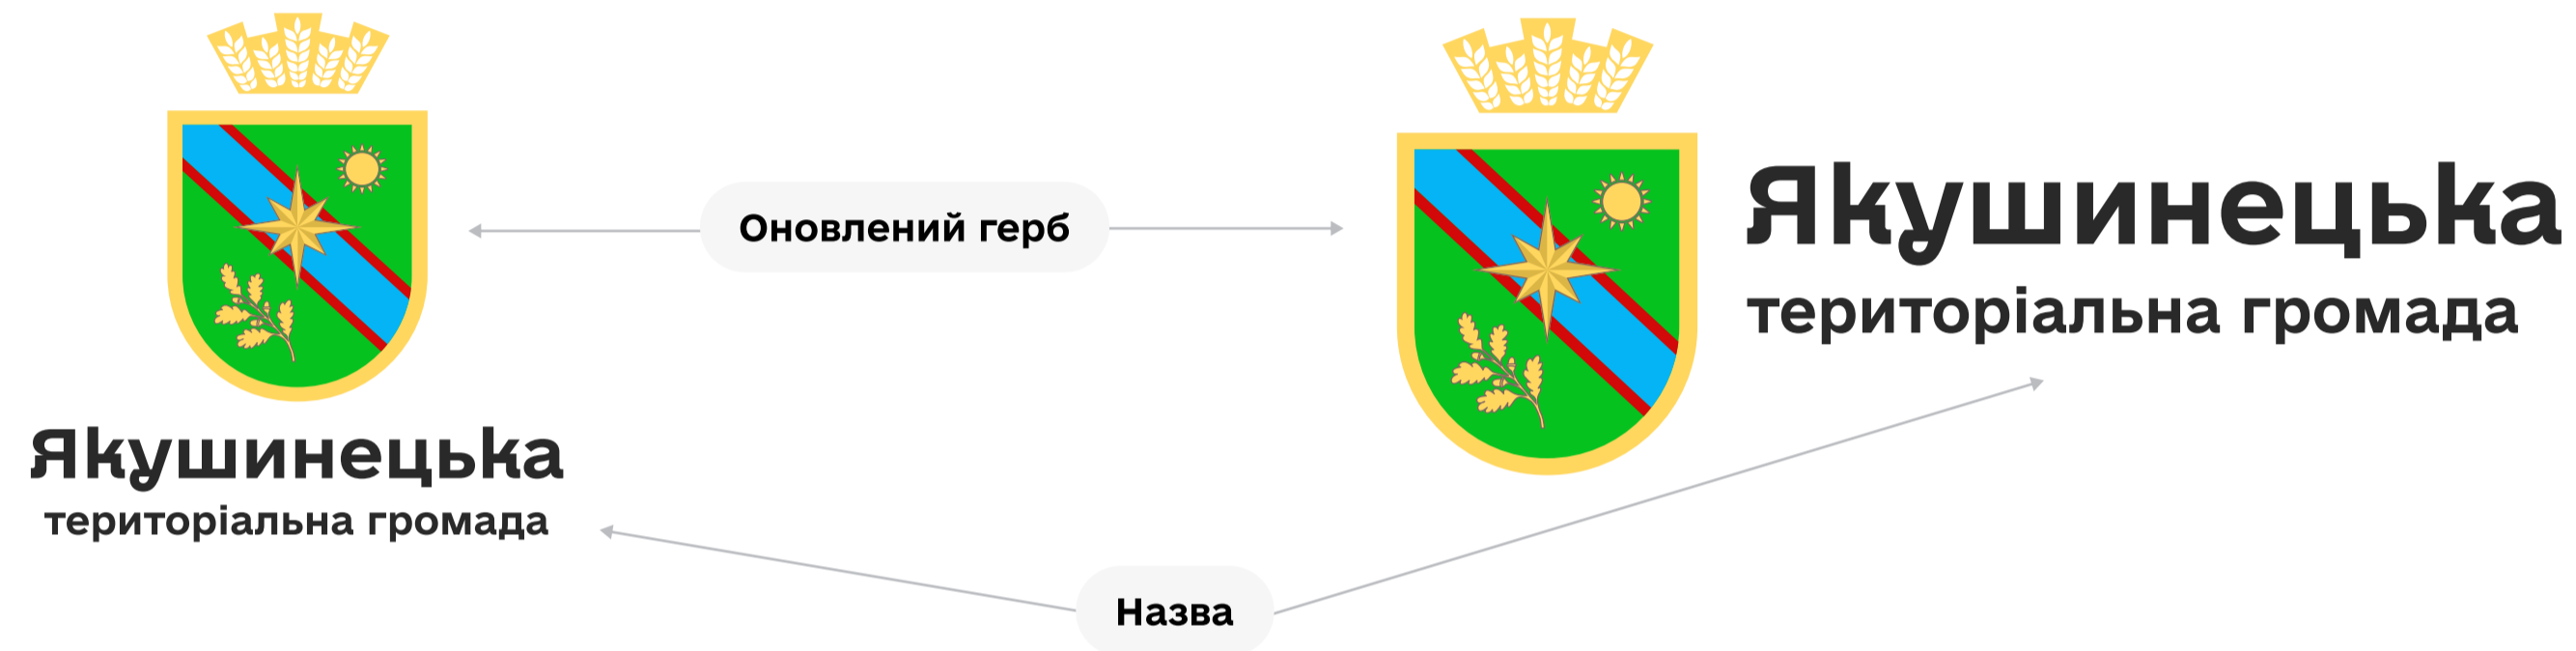 Оновлений герб
Якушинецька
територіальна громада
Якушинецька
територіальна громада
Назва